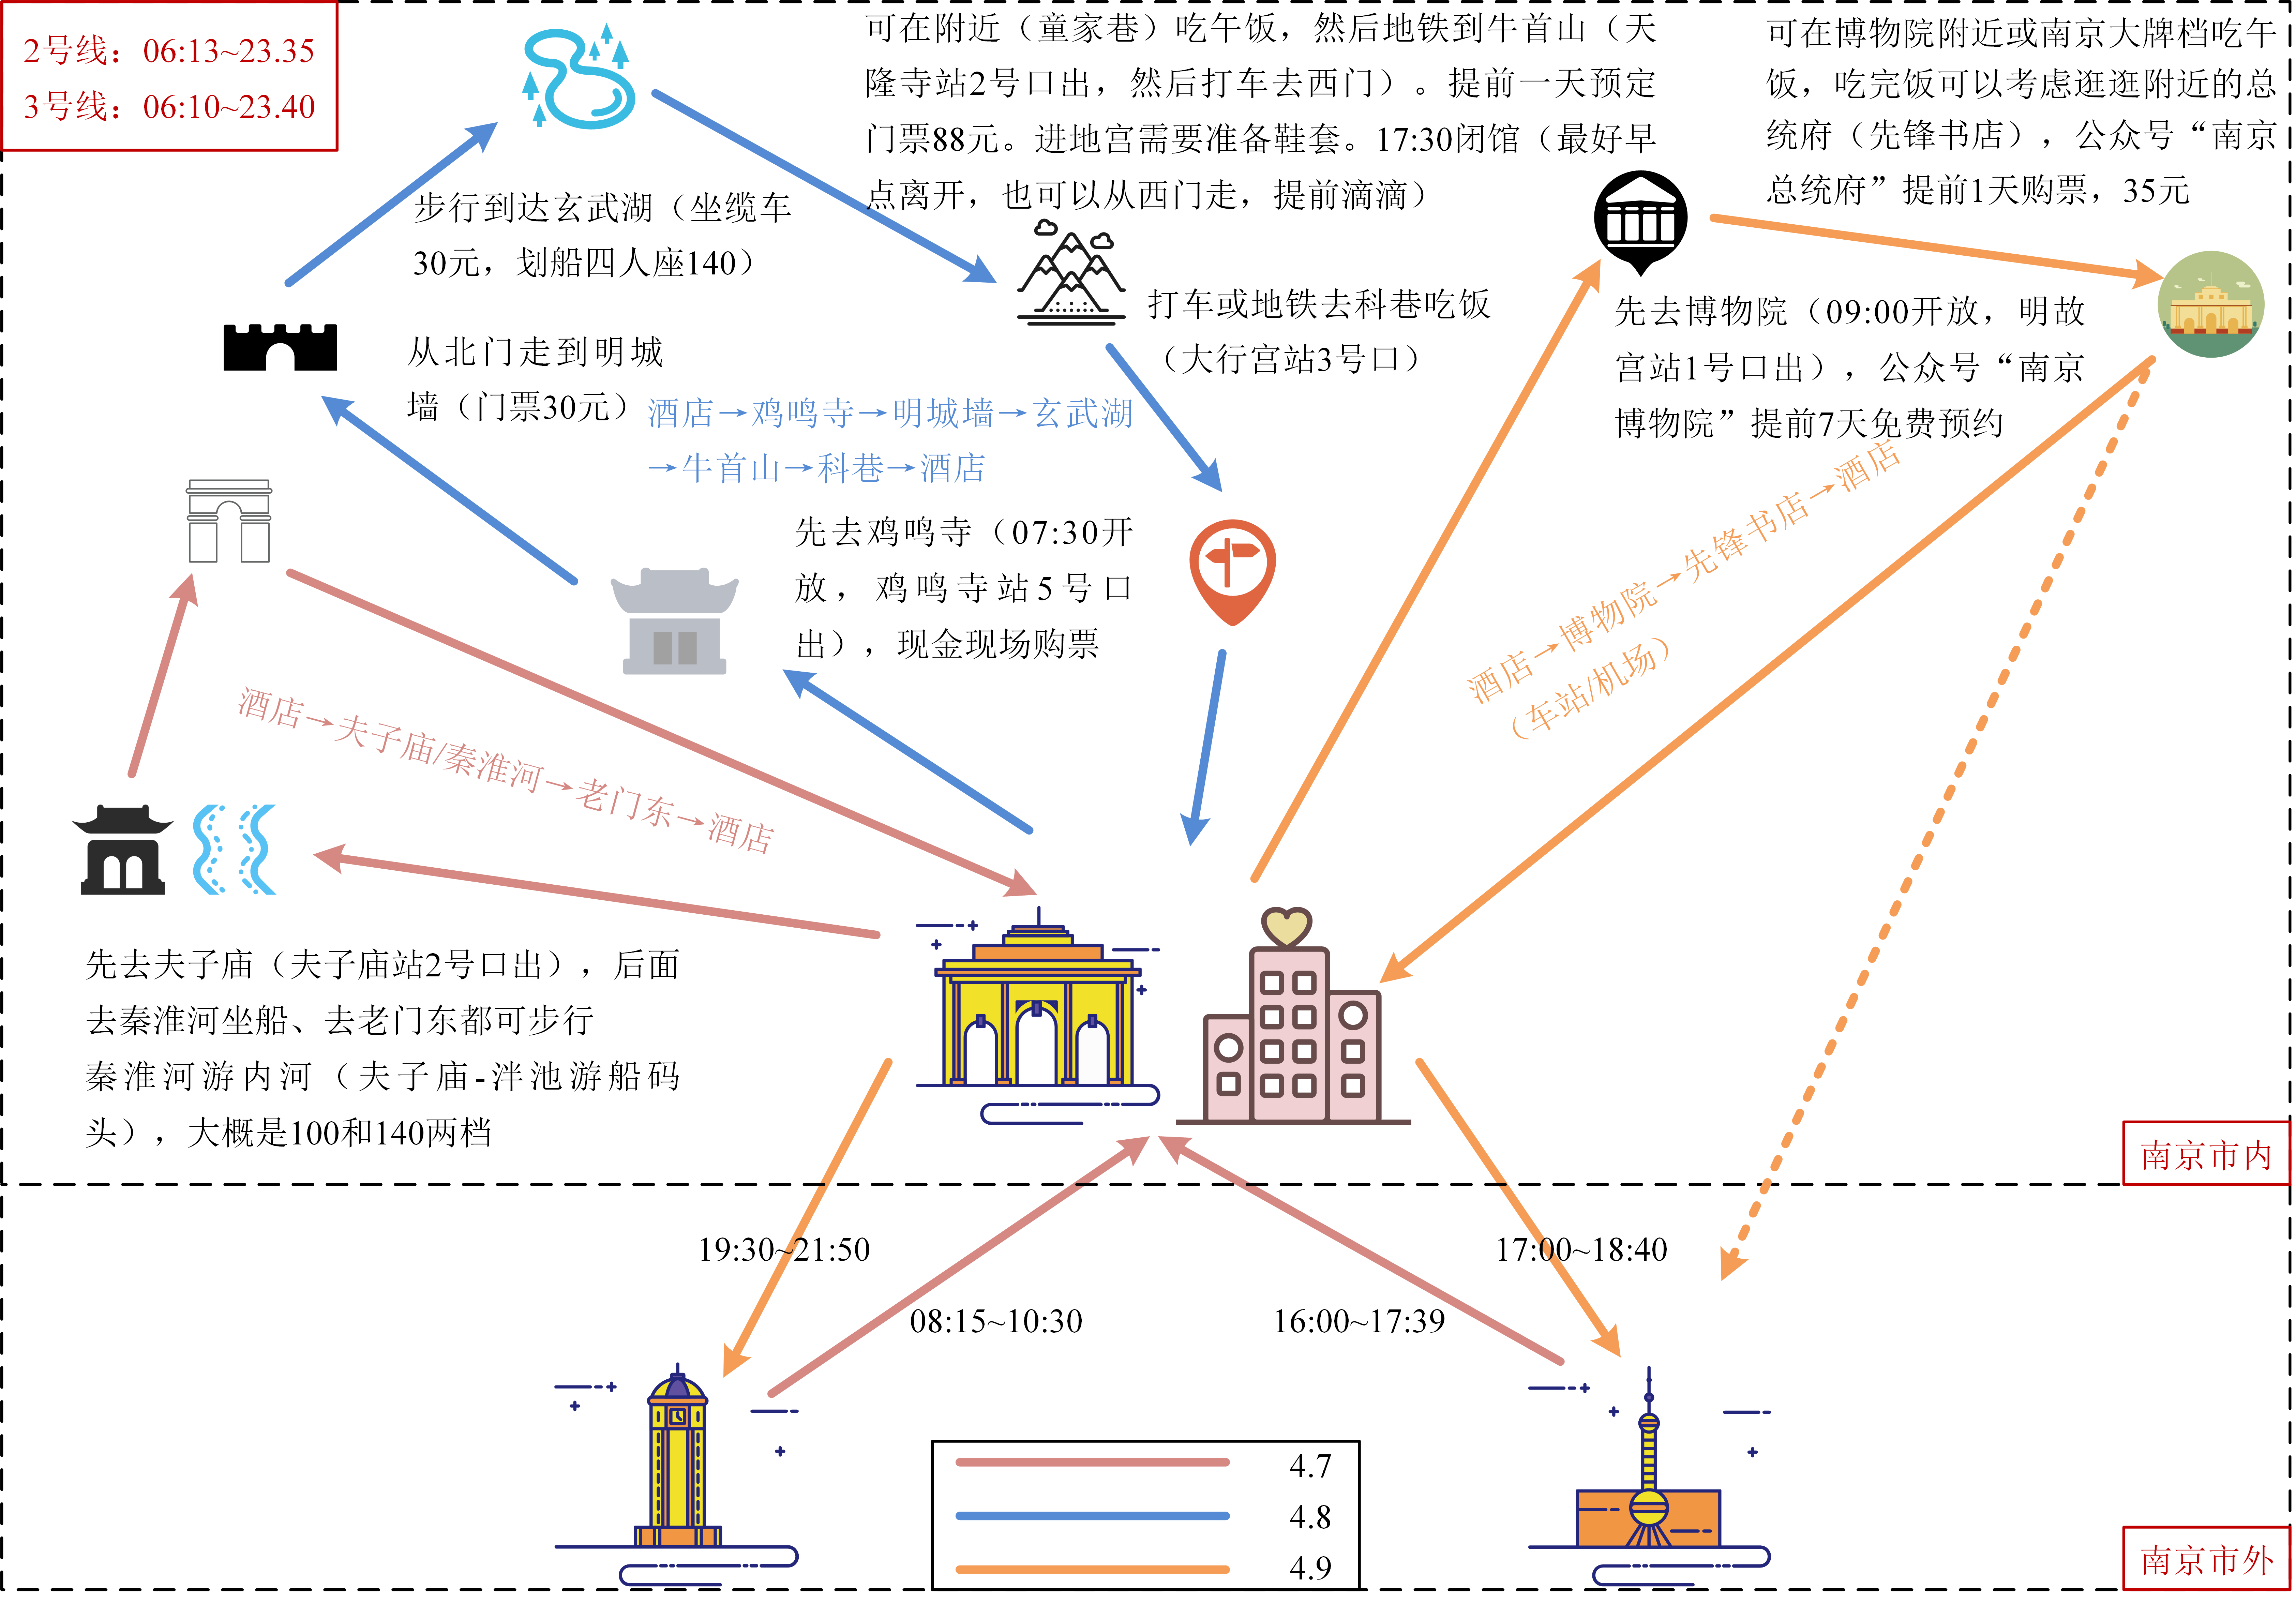 2号线：06:13~23.35
3号线：06:10~23.40
可在附近（童家巷）吃午饭，然后地铁到牛首山（天
隆寺站2号口出，然后打车去西门）。提前一天预定
门票88元。进地宫需要准备鞋套。17:30闭馆（最好早
点离开，也可以从西门走，提前滴滴）
可在博物院附近或南京大牌档吃午
饭，吃完饭可以考虑逛逛附近的总
统府（先锋书店），公众号“南京
总统府”提前1天购票，35元
步行到达玄武湖（坐缆车
30元，划船四人座140）
打车或地铁去科巷吃饭
（大行宫站3号口）
先去博物院（09:00开放，明故
宫站1号口出），公众号“南京
博物院”提前7天免费预约
从北门走到明城
墙（门票30元）
酒店→鸡鸣寺→明城墙→玄武湖
→牛首山→科巷→酒店
先去鸡鸣寺（07:30开
放，鸡鸣寺站5号口
出），现金现场购票
酒店→博物院→先锋书店→酒店
（车站/机场）
酒店→夫子庙/秦淮河→老门东→酒店
先去夫子庙（夫子庙站2号口出），后面
去秦淮河坐船、去老门东都可步行
秦淮河游内河（夫子庙-泮池游船码
头），大概是100和140两档
南京市内
19:30~21:50
17:00~18:40
08:15~10:30
16:00~17:39
4.7
4.8
4.9
南京市外